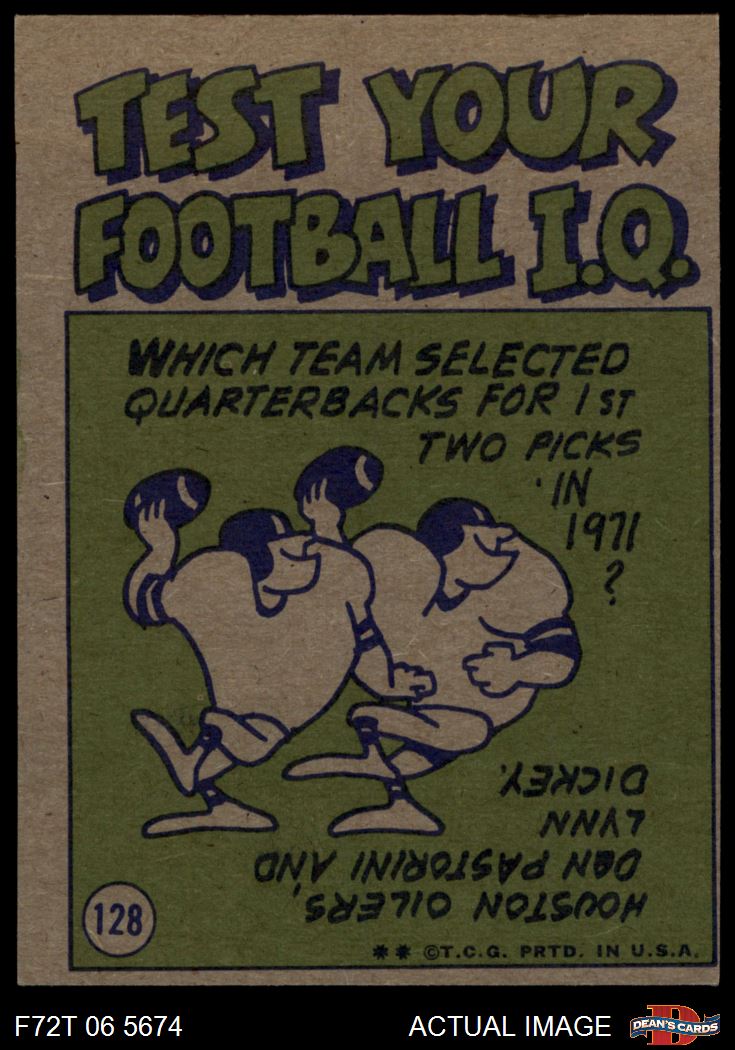 TEST YOUR
FOOTBALL I.Q.
WHICH TEAM SELECTED
QUARTERBACKS FOR 1ST
TWO PICKS
IN
1971
?
HOUSTON OILERS,
DAN PASTORINI AND
LYNN
DICKEY.
128
** ©T.C.G. PRTD. IN U.S.A.
F72T 06 5674
ACTUAL IMAGE
D
DEAN'S CARDS